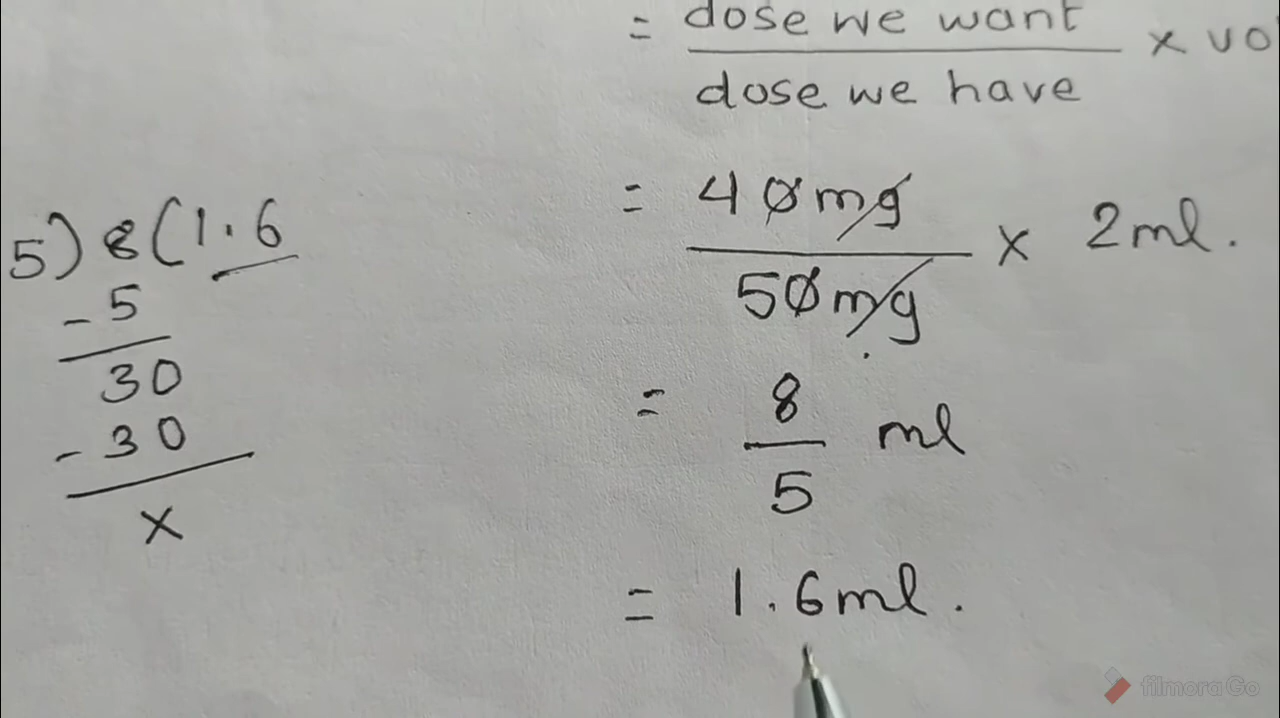 = dose we want / dose we have × vo
= 40mg / 50mg × 2ml.
= 8 / 5 ml
= 1.6ml.
5) 8 (1.6
- 5
30
- 30
×
filmora Go